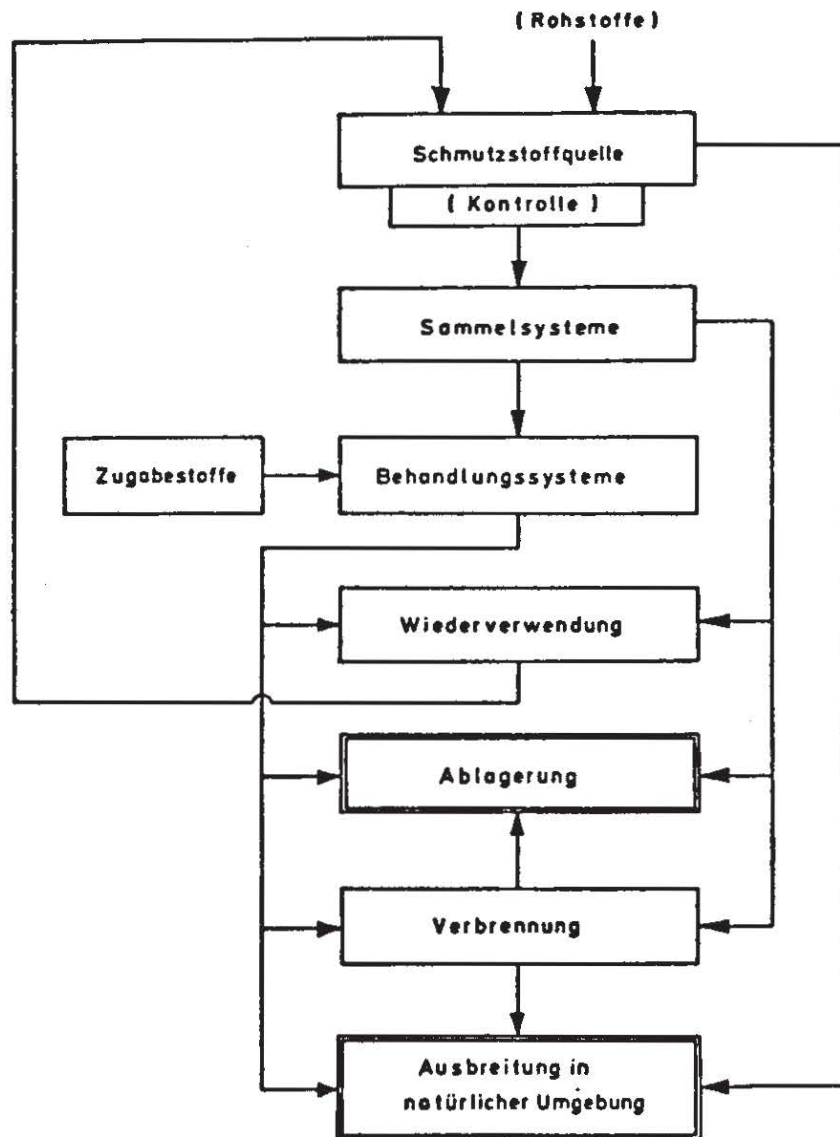 ( Rohstoffe)
Schmutzstoffquelle
( Kontrolle )
Sammelsysteme
Zugabestoffe
Behandlungssysteme
Wiederverwendung
Ablagerung
Verbrennung
Ausbreitung in
natürlicher Umgebung